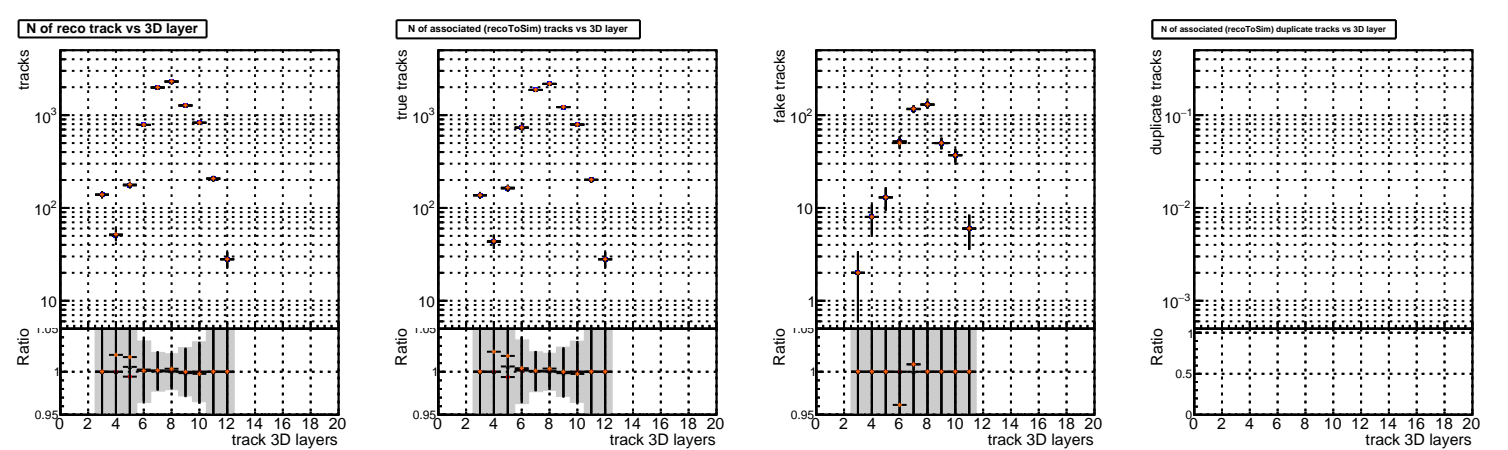 N of reco track vs 3D layer
tracks
10³
10²
10
Ratio
1.05
1
0.95
0 2 4 6 8 10 12 14 16 18 20
track 3D layers
N of associated (recoToSim) tracks vs 3D layer
true tracks
10³
10²
10
Ratio
1.05
1
0.95
0 2 4 6 8 10 12 14 16 18 20
track 3D layers
fake tracks
10²
10
1
Ratio
1.05
1
0.95
0 2 4 6 8 10 12 14 16 18 20
track 3D layers
N of associated (recoToSim) duplicate tracks vs 3D layer
duplicate tracks
10⁻¹
10⁻²
10⁻³
Ratio
1
0.5
0
0 2 4 6 8 10 12 14 16 18 20
track 3D layers